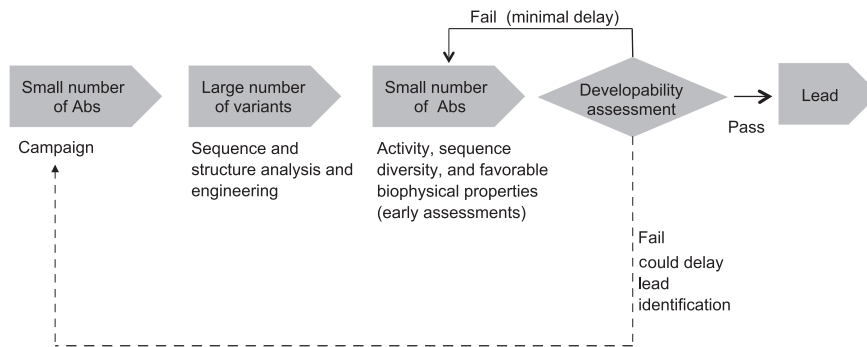 Fail (minimal delay)
Small number
of Abs
Large number
of variants
Small number
of Abs
Developability
assessment
Lead
Pass
Campaign
Sequence and
structure analysis and
engineering
Activity, sequence
diversity, and favorable
biophysical properties
(early assessments)
Fail
could delay
lead
identification